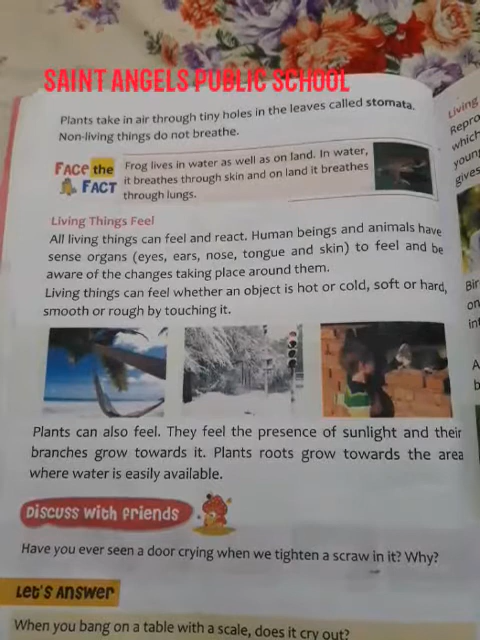 SAINT ANGELS PUBLIC SCHOOL
Plants take in air through tiny holes in the leaves called stomata.
Non-living things do not breathe.
FACE the
FACT
Frog lives in water as well as on land. In water,
it breathes through skin and on land it breathes
through lungs.
Living Things Feel
All living things can feel and react. Human beings and animals have
sense organs (eyes, ears, nose, tongue and skin) to feel and be
aware of the changes taking place around them.
Living things can feel whether an object is hot or cold, soft or hard,
smooth or rough by touching it.
Plants can also feel. They feel the presence of sunlight and their
branches grow towards it. Plants roots grow towards the area
where water is easily available.
Discuss with Friends
Have you ever seen a door crying when we tighten a scraw in it? Why?
Let's Answer
When you bang on a table with a scale, does it cry out?
Living
Repro
which
young
gives
Bir
on
int
A
b